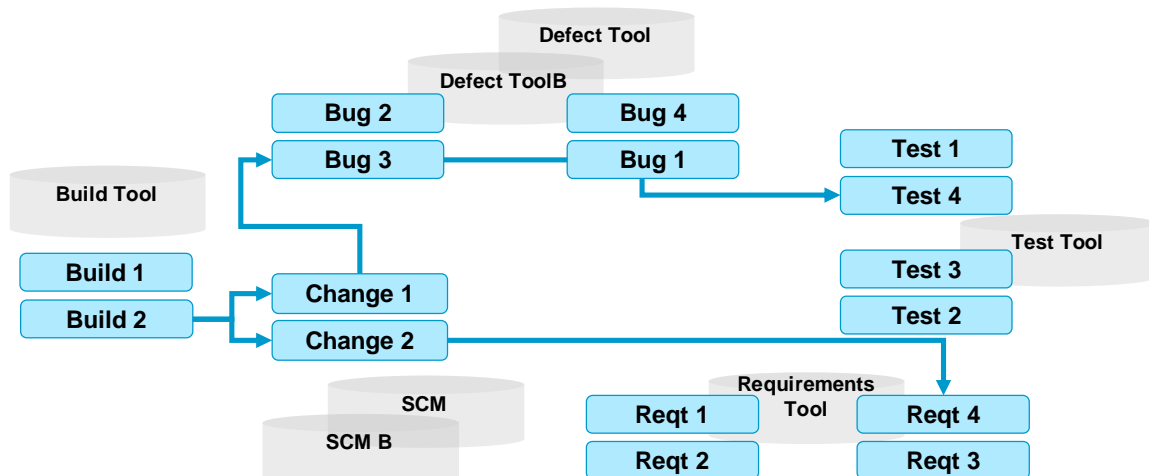 Defect Tool
Defect ToolB
Bug 2
Bug 4
Bug 3
Bug 1
Test 1
Test 4
Build Tool
Test Tool
Build 1
Test 3
Change 1
Build 2
Test 2
Change 2
Requirements
Tool
SCM
Reqt 1
Reqt 4
SCM B
Reqt 2
Reqt 3